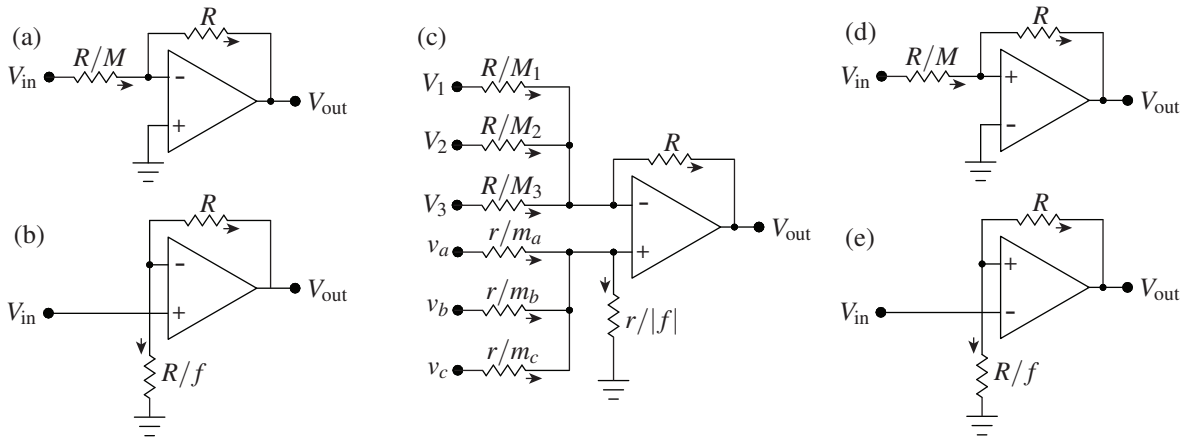 (a)
R
R/M
V_in
-
+
V_out
(b)
R
-
V_in
+
V_out
R/f
(c)
V_1
R/M_1
V_2
R/M_2
R
V_3
R/M_3
-
v_a
r/m_a
+
V_out
v_b
r/m_b
r/|f|
v_c
r/m_c
(d)
R
R/M
V_in
+
-
V_out
(e)
R
+
V_in
-
V_out
R/f